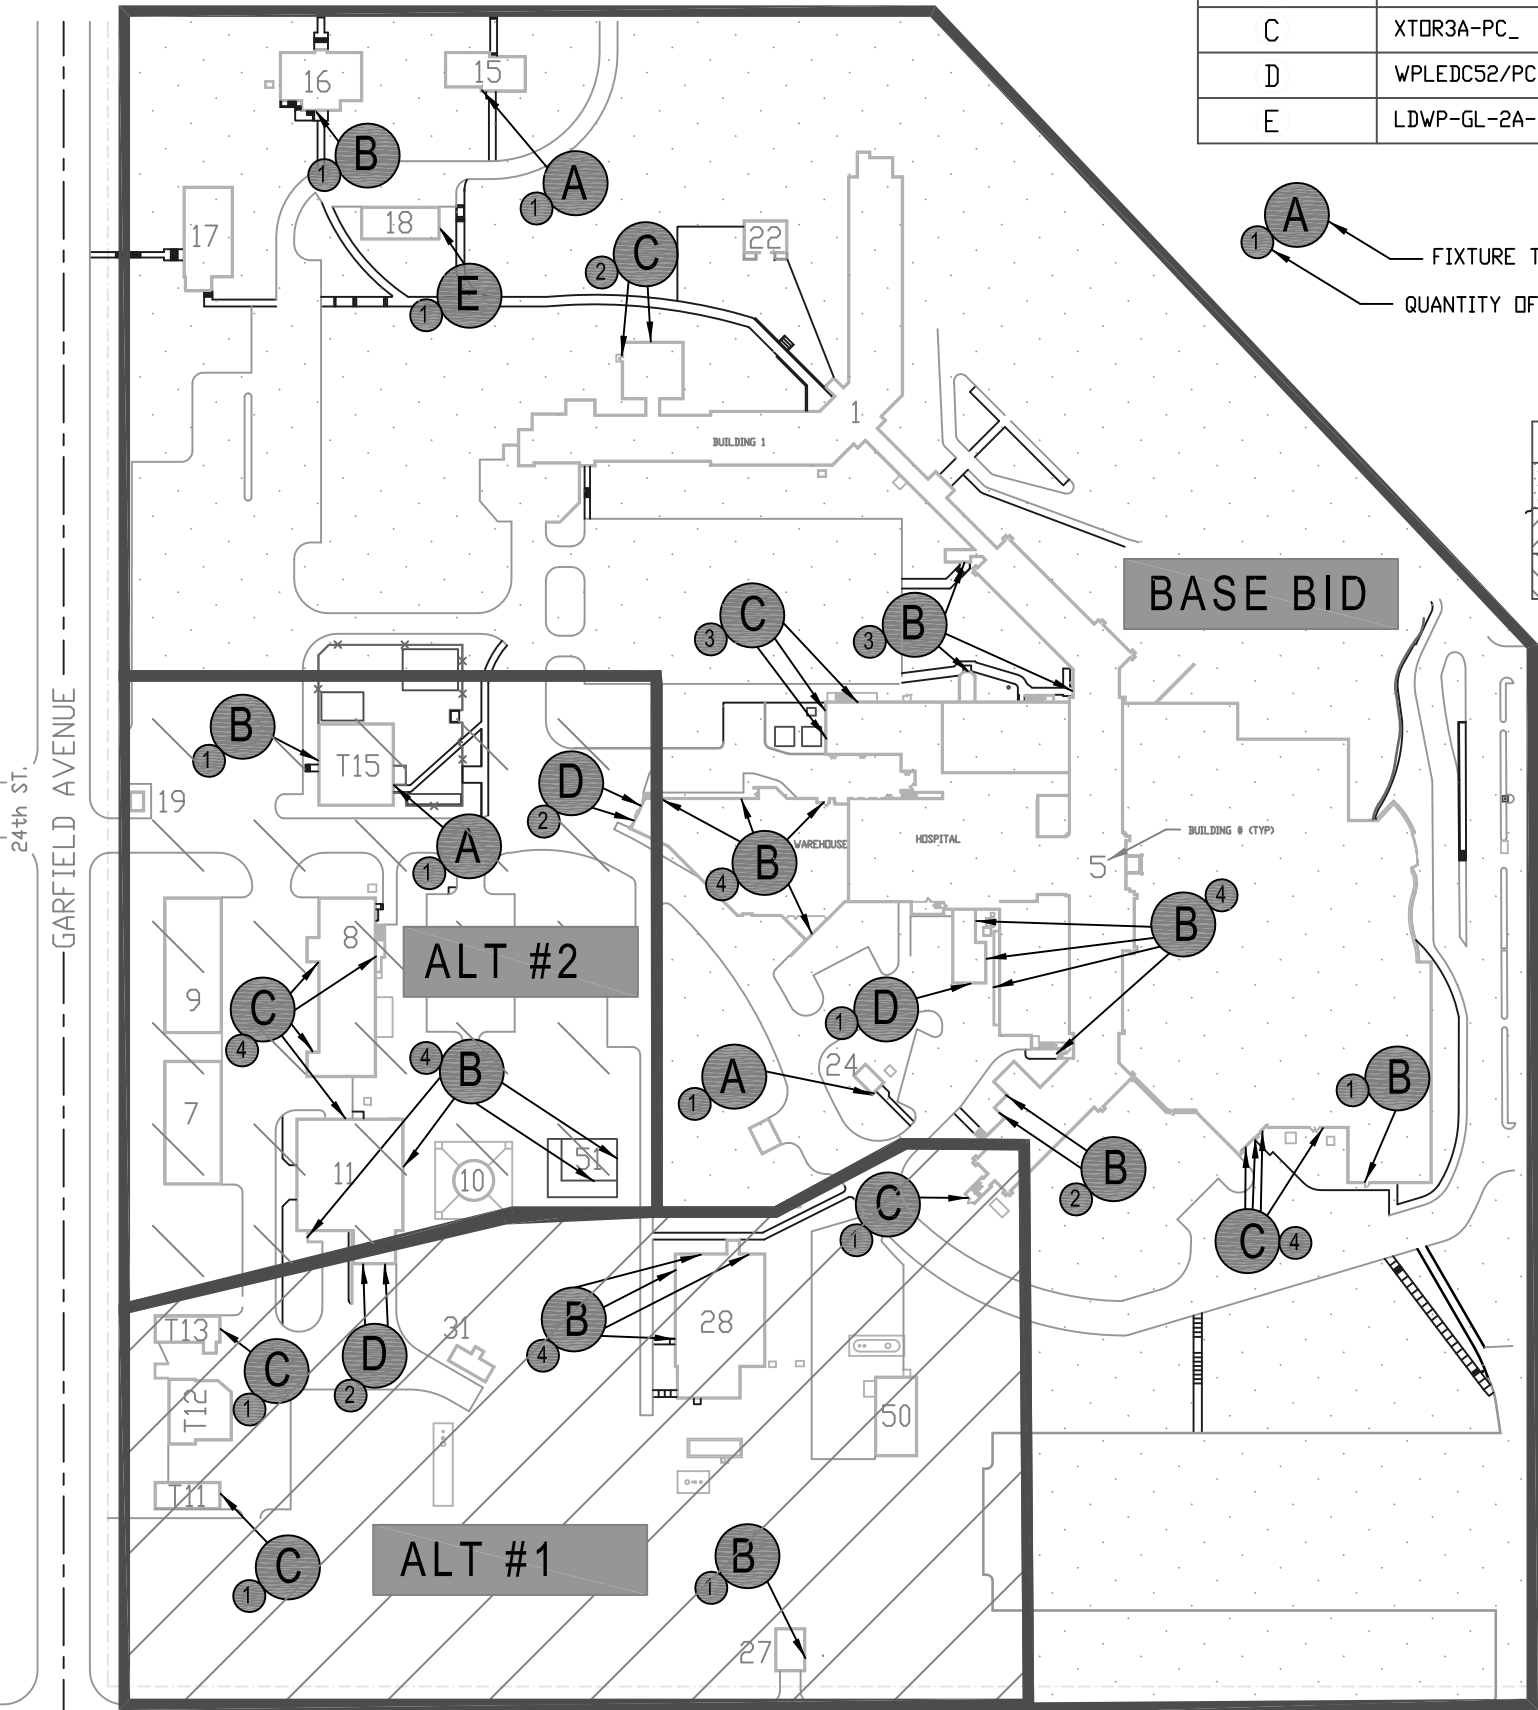 C XTOR3A-PC_
D WPLEDC52/PC
E LDWP-GL-2A-
A
1
FIXTURE T
QUANTITY OF
16
15
B
1
A
1
17
18
22
C
2
E
1
1
BUILDING 1
BASE BID
C
3
B
3
B
1
T15
D
2
19
24th ST.
GARFIELD AVENUE
A
1
B
4
WAREHOUSE
HOSPITAL
BUILDING # (TYP)
5
B
4
8
ALT #2
9
C
4
D
1
B
4
24
A
1
B
1
7
11
10
51
B
2
C
1
C
4
T13
31
B
4
28
C
1
D
2
T12
50
T11
C
1
ALT #1
B
1
27